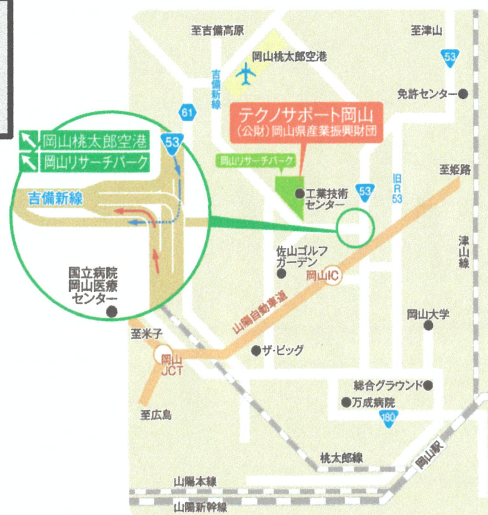 至吉備高原
至津山
岡山桃太郎空港
53
吉備新線
免許センター
61
テクノサポート岡山
(公財)岡山県産業振興財団
岡山桃太郎空港
岡山リサーチパーク
53
岡山リサーチパーク
至姫路
工業技術
センター
53
旧R53
吉備新線
津山線
佐山ゴルフ
ガーデン
岡山IC
国立病院
岡山医療
センター
山陽自動車道
岡山大学
至米子
ザ・ビッグ
岡山
JCT
総合グラウンド
万成病院
至広島
180
岡山駅
桃太郎線
山陽本線
山陽新幹線